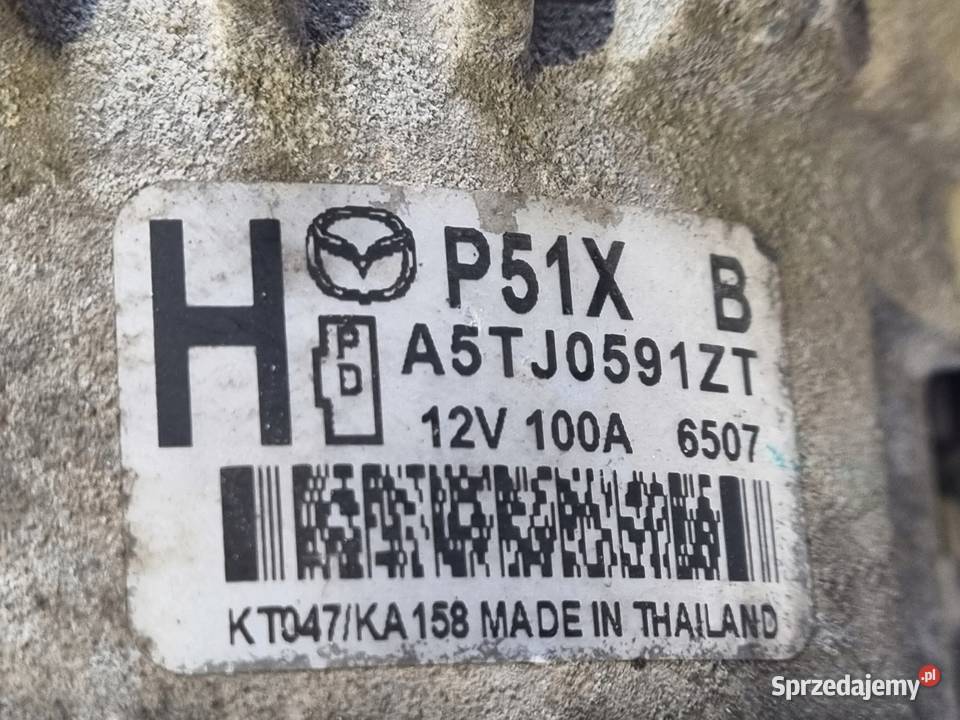 H P51X B
P D
A5TJ0591ZT
12V 100A 6507
KT047/KA158 MADE IN THAILAND
Sprzedajemy.pl